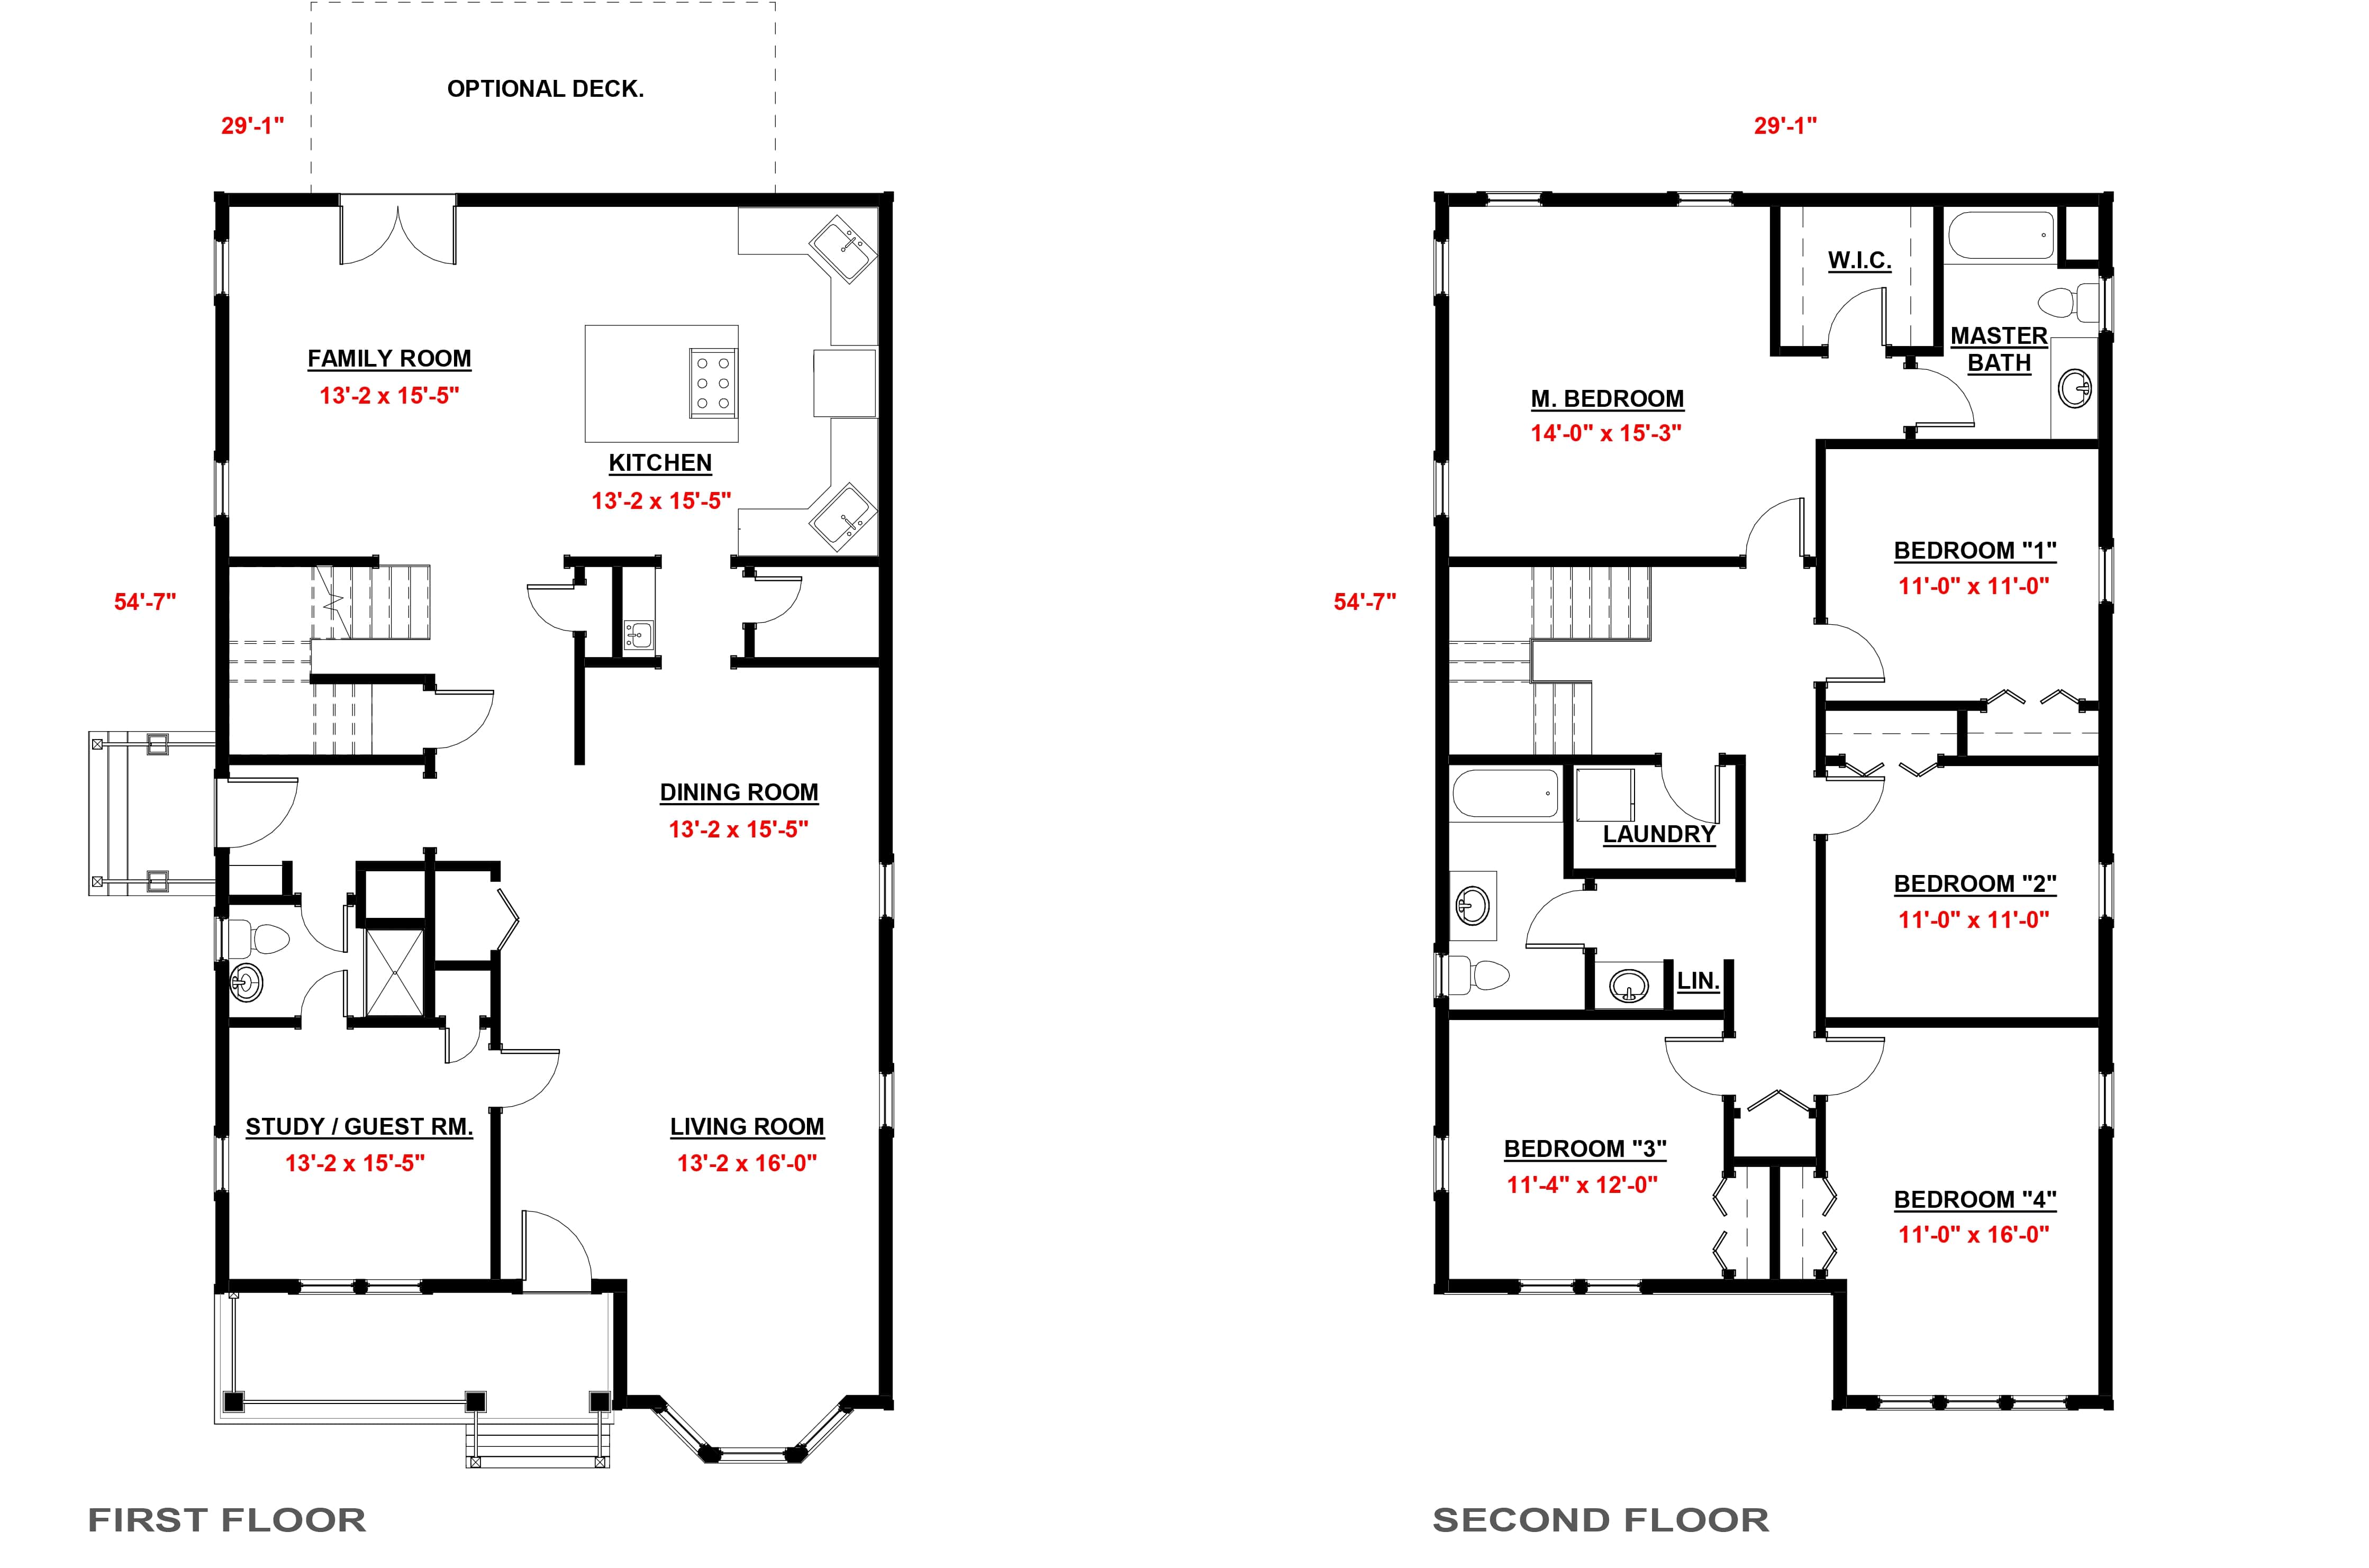 OPTIONAL DECK.
29'-1"
FAMILY ROOM
13'-2 x 15'-5"
KITCHEN
13'-2 x 15'-5"
54'-7"
DINING ROOM
13'-2 x 15'-5"
STUDY / GUEST RM.
13'-2 x 15'-5"
LIVING ROOM
13'-2 x 16'-0"
FIRST FLOOR
29'-1"
W.I.C.
MASTER
BATH
M. BEDROOM
14'-0" x 15'-3"
BEDROOM "1"
11'-0" x 11'-0"
54'-7"
LAUNDRY
BEDROOM "2"
11'-0" x 11'-0"
LIN.
BEDROOM "3"
11'-4" x 12'-0"
BEDROOM "4"
11'-0" x 16'-0"
SECOND FLOOR